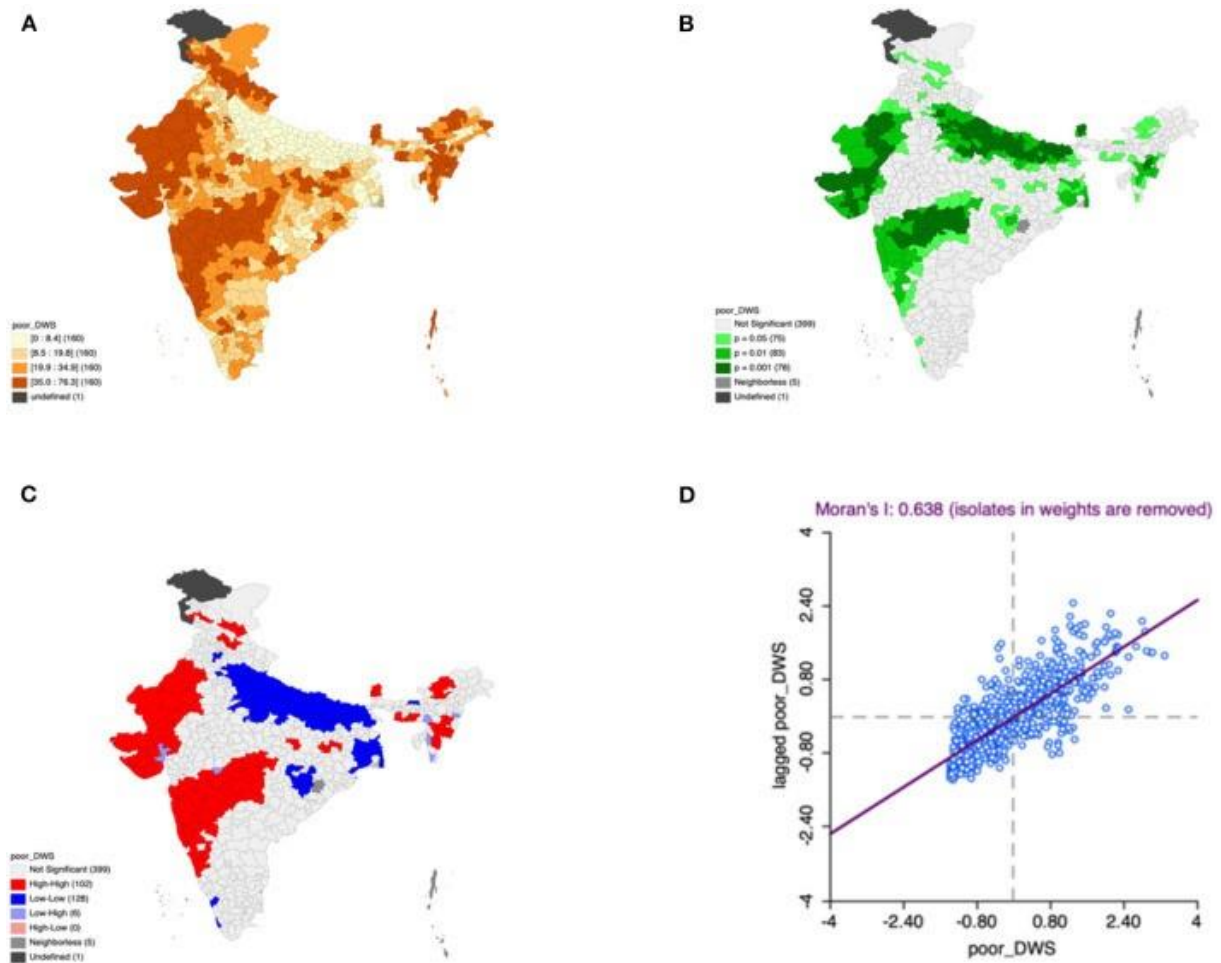 A
poor_DWS
[0 : 8.4] (160)
[8.5 : 19.8] (160)
[19.9 : 34.9] (160)
[35.0 : 76.3] (160)
undefined (1)
B
poor_DWS
Not Significant (399)
p = 0.05 (75)
p = 0.01 (83)
p = 0.001 (78)
Neighborless (5)
Undefined (1)
C
poor_DWS
Not Significant (399)
High-High (102)
Low-Low (128)
Low-High (6)
High-Low (0)
Neighborless (5)
Undefined (1)
D
Moran's I: 0.638 (isolates in weights are removed)
lagged poor_DWS
4
2.40
0.80
-0.80
-2.40
-4
-4 -2.40 -0.80 0.80 2.40 4
poor_DWS